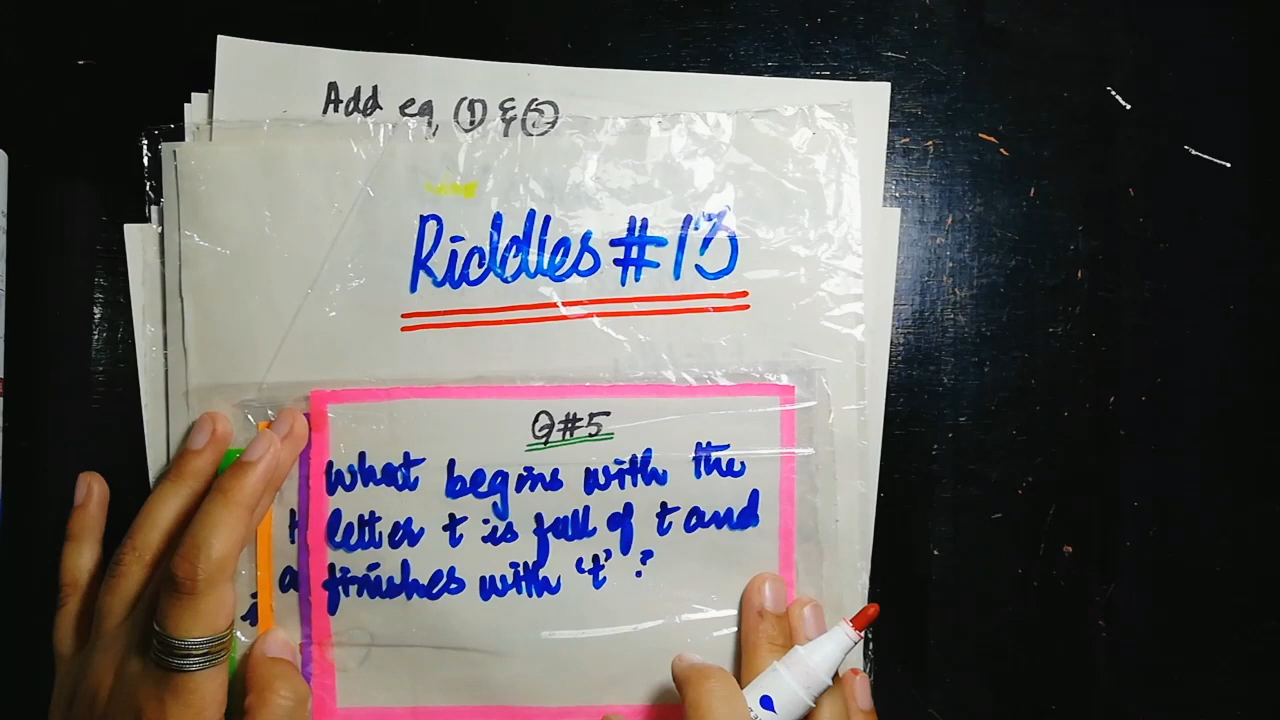 Add eq ① & ②
Riddles #13
Q#5
What begins with the
letter t is full of t and
finishes with 't' ?